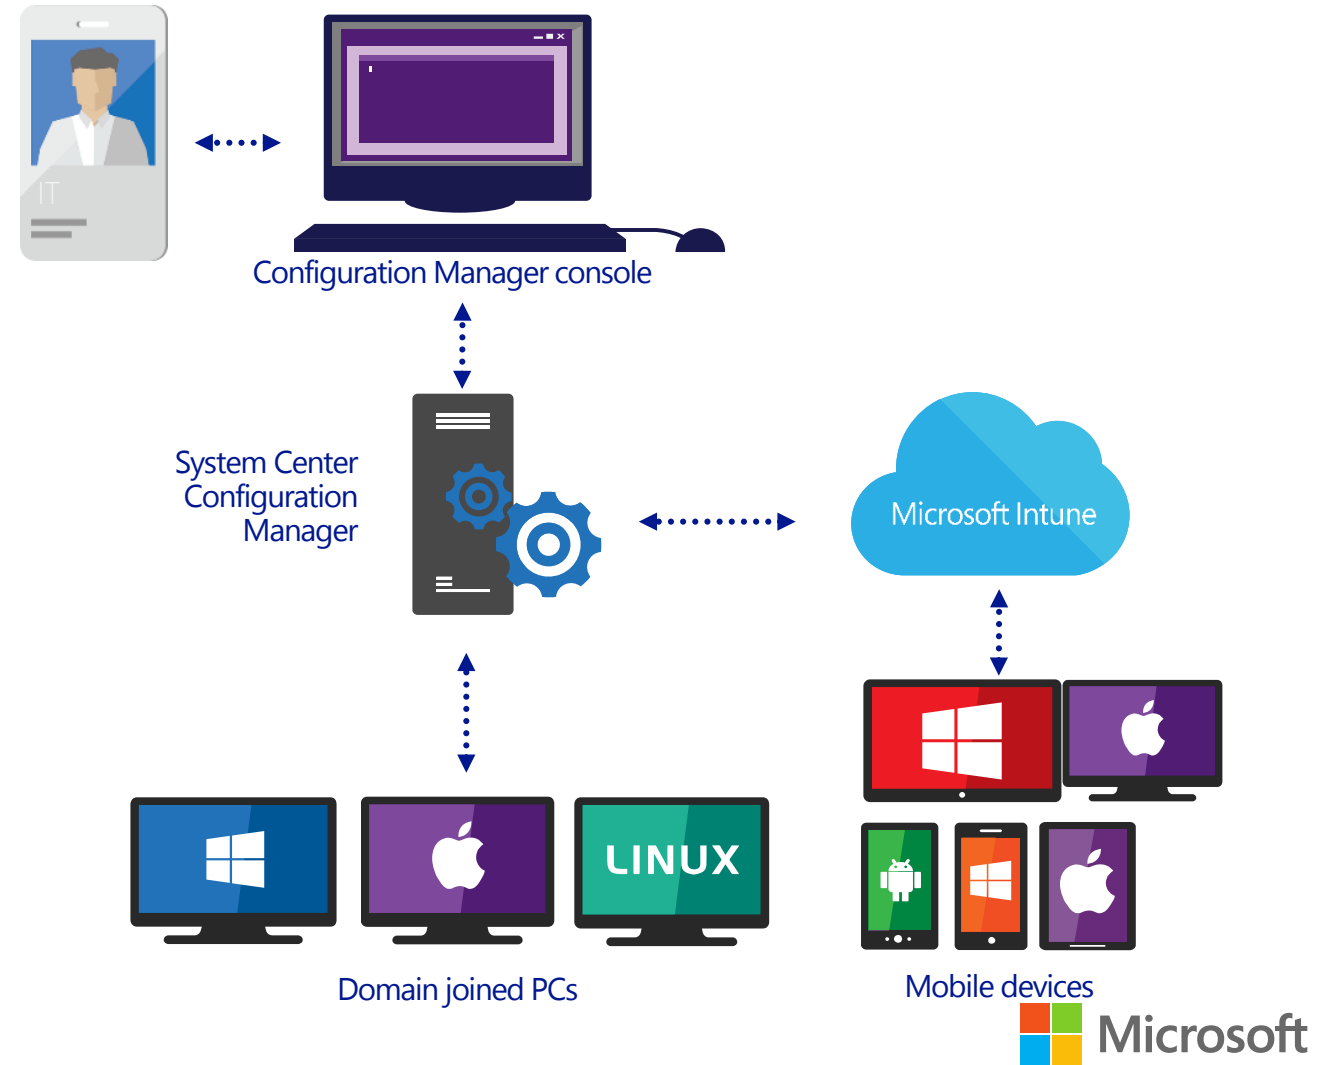 IT
Configuration Manager console
System Center
Configuration
Manager
Microsoft Intune
LINUX
Domain joined PCs
Mobile devices
Microsoft